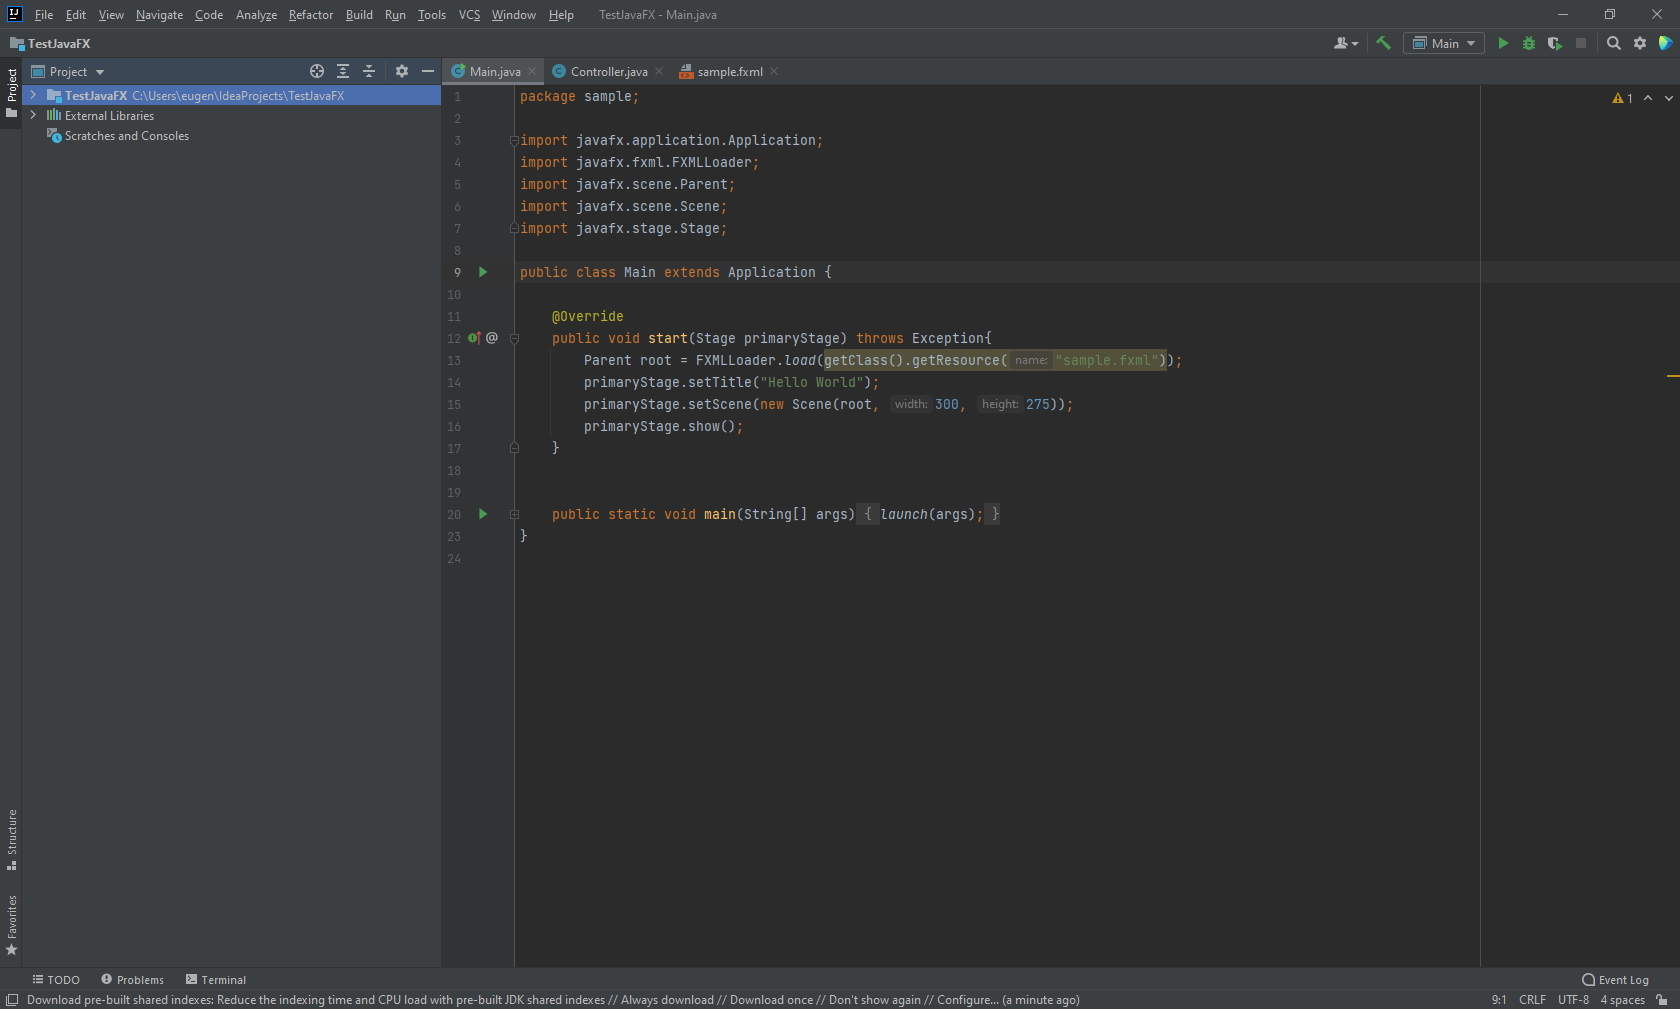 File Edit View Navigate Code Analyze Refactor Build Run Tools VCS Window Help TestJavaFX - Main.java
TestJavaFX
Main
Project
Project
Main.java
Controller.java
sample.fxml
TestJavaFX C:\Users\eugen\IdeaProjects\TestJavaFX
External Libraries
Scratches and Consoles
1
1 package sample;
2
3 import javafx.application.Application;
4 import javafx.fxml.FXMLLoader;
5 import javafx.scene.Parent;
6 import javafx.scene.Scene;
7 import javafx.stage.Stage;
8
9 public class Main extends Application {
10
11 @Override
12 @ public void start(Stage primaryStage) throws Exception{
13 Parent root = FXMLLoader.load(getClass().getResource( name: "sample.fxml"));
14 primaryStage.setTitle("Hello World");
15 primaryStage.setScene(new Scene(root, width: 300, height: 275));
16 primaryStage.show();
17 }
18
19
20 public static void main(String[] args) { launch(args); }
23 }
24
Structure
Favorites
TODO Problems Terminal Event Log
Download pre-built shared indexes: Reduce the indexing time and CPU load with pre-built JDK shared indexes // Always download // Download once // Don't show again // Configure... (a minute ago) 9:1 CRLF UTF-8 4 spaces